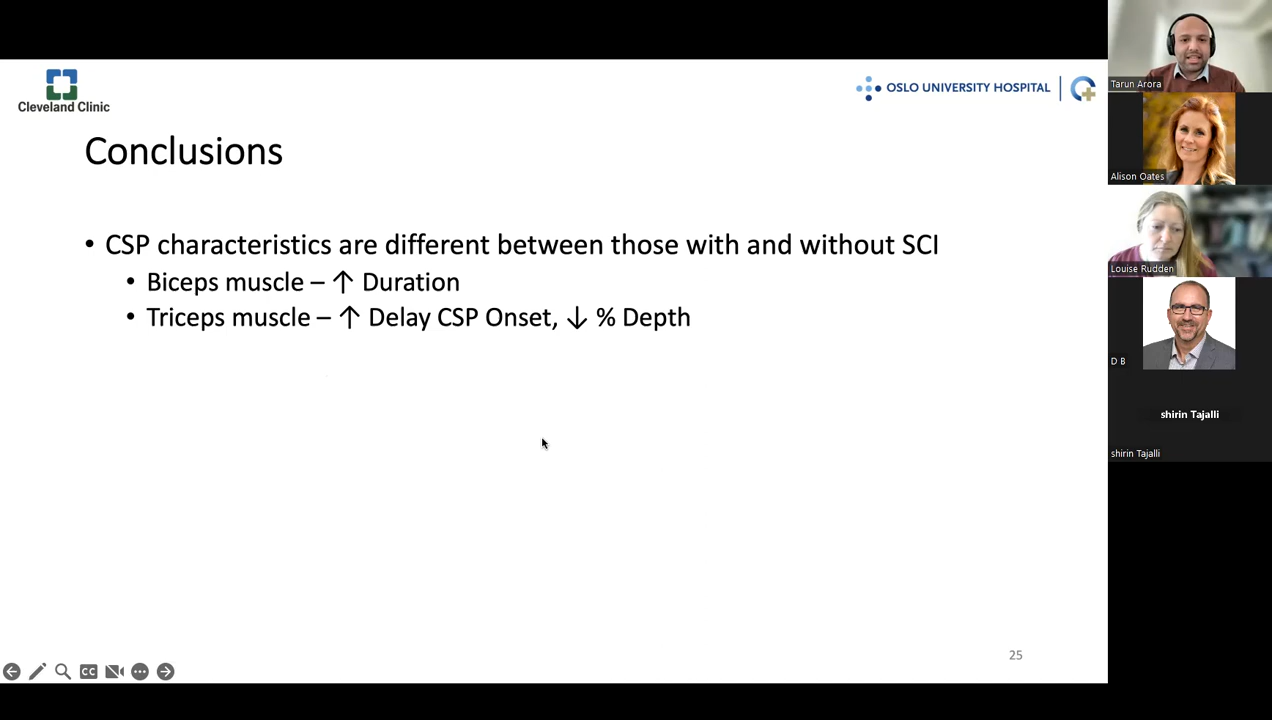 Cleveland Clinic
OSLO UNIVERSITY HOSPITAL
Conclusions
• CSP characteristics are different between those with and without SCI
• Biceps muscle – ↑ Duration
• Triceps muscle – ↑ Delay CSP Onset, ↓ % Depth
25
CC
Tarun Arora
Alison Oates
Louise Rudden
D B
shirin Tajalli
shirin Tajalli